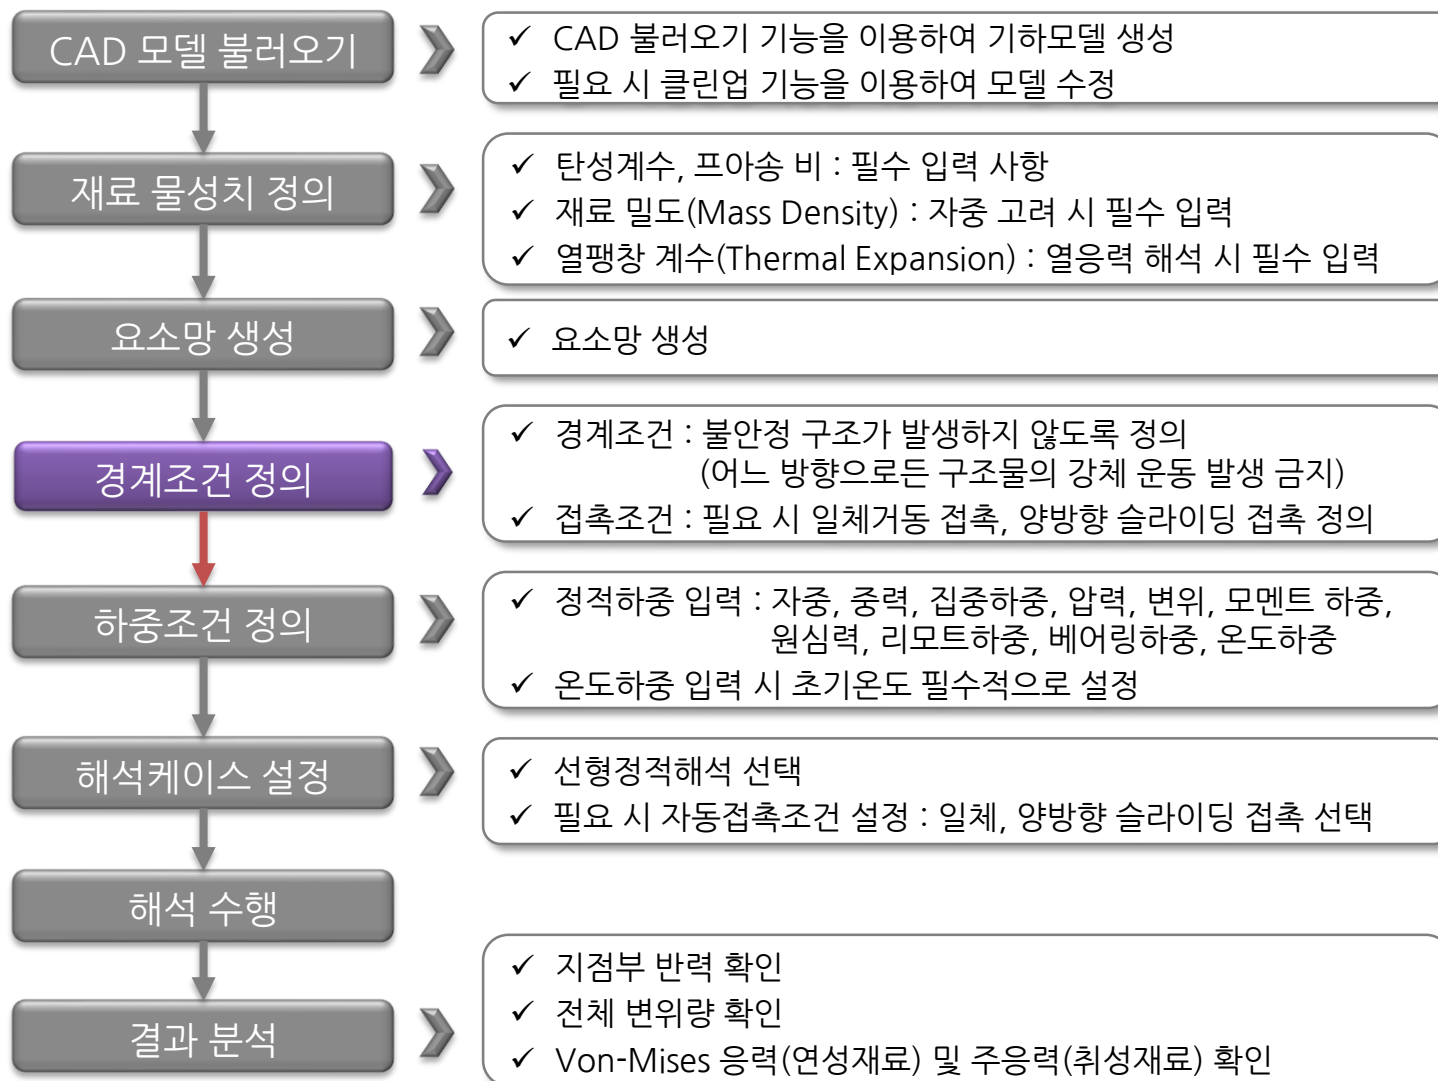 CAD 모델 불러오기
✓ CAD 불러오기 기능을 이용하여 기하모델 생성
✓ 필요 시 클린업 기능을 이용하여 모델 수정
재료 물성치 정의
✓ 탄성계수, 프아송 비 : 필수 입력 사항
✓ 재료 밀도(Mass Density) : 자중 고려 시 필수 입력
✓ 열팽창 계수(Thermal Expansion) : 열응력 해석 시 필수 입력
요소망 생성
✓ 요소망 생성
경계조건 정의
✓ 경계조건 : 불안정 구조가 발생하지 않도록 정의
(어느 방향으로든 구조물의 강체 운동 발생 금지)
✓ 접촉조건 : 필요 시 일체거동 접촉, 양방향 슬라이딩 접촉 정의
하중조건 정의
✓ 정적하중 입력 : 자중, 중력, 집중하중, 압력, 변위, 모멘트 하중,
원심력, 리모트하중, 베어링하중, 온도하중
✓ 온도하중 입력 시 초기온도 필수적으로 설정
해석케이스 설정
✓ 선형정적해석 선택
✓ 필요 시 자동접촉조건 설정 : 일체, 양방향 슬라이딩 접촉 선택
해석 수행
결과 분석
✓ 지점부 반력 확인
✓ 전체 변위량 확인
✓ Von-Mises 응력(연성재료) 및 주응력(취성재료) 확인